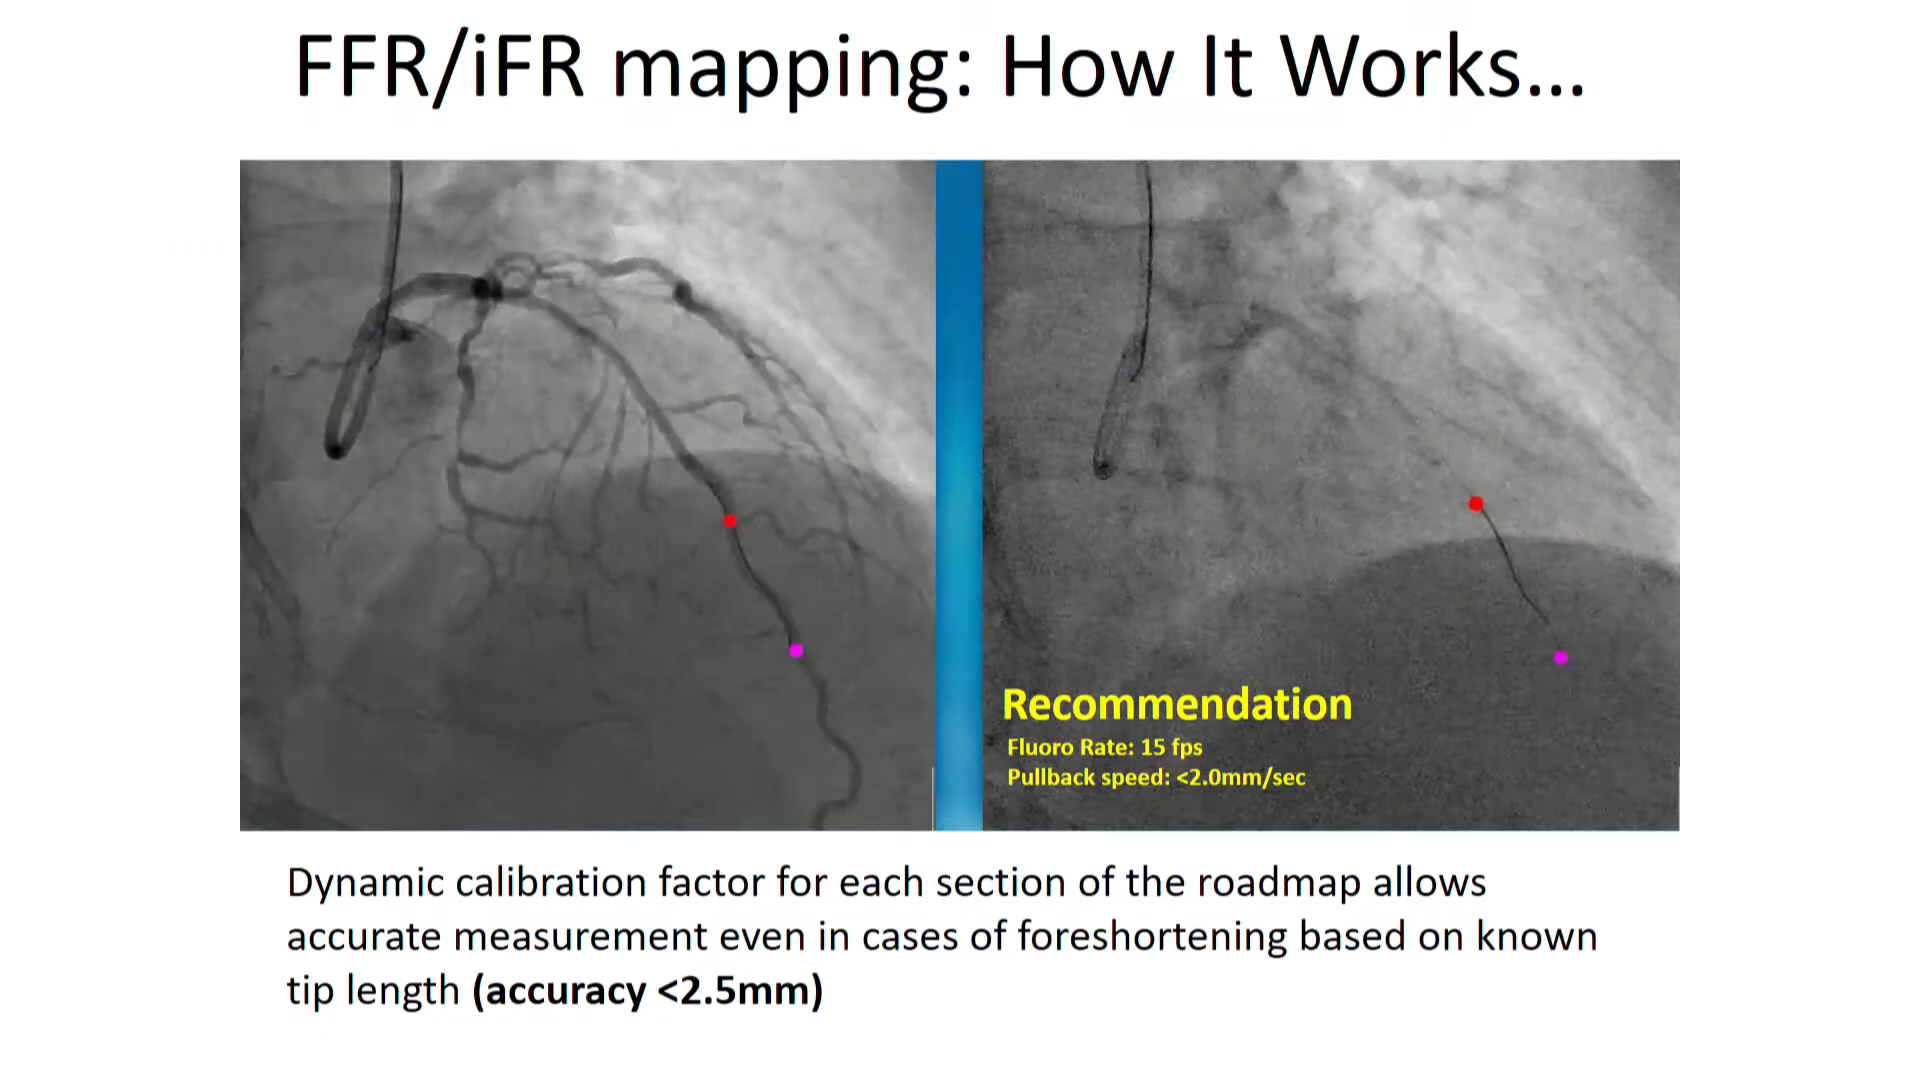 FFR/iFR mapping: How It Works...
Recommendation
Fluoro Rate: 15 fps
Pullback speed: <2.0mm/sec
Dynamic calibration factor for each section of the roadmap allows
accurate measurement even in cases of foreshortening based on known
tip length (accuracy <2.5mm)